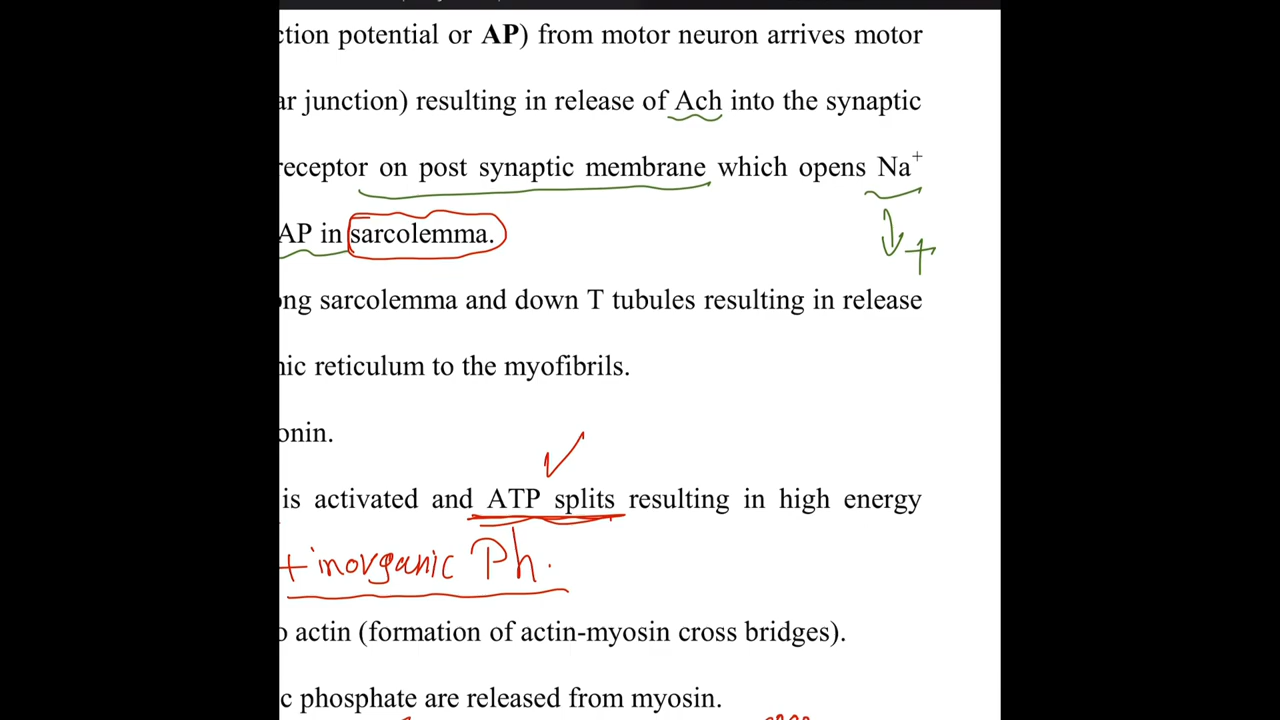 ction potential or AP) from motor neuron arrives motor
ar junction) resulting in release of Ach into the synaptic
receptor on post synaptic membrane which opens Na⁺
+
AP in sarcolemma.
ong sarcolemma and down T tubules resulting in release
nic reticulum to the myofibrils.
onin.
is activated and ATP splits resulting in high energy
+ inorganic Ph.
o actin (formation of actin-myosin cross bridges).
c phosphate are released from myosin.